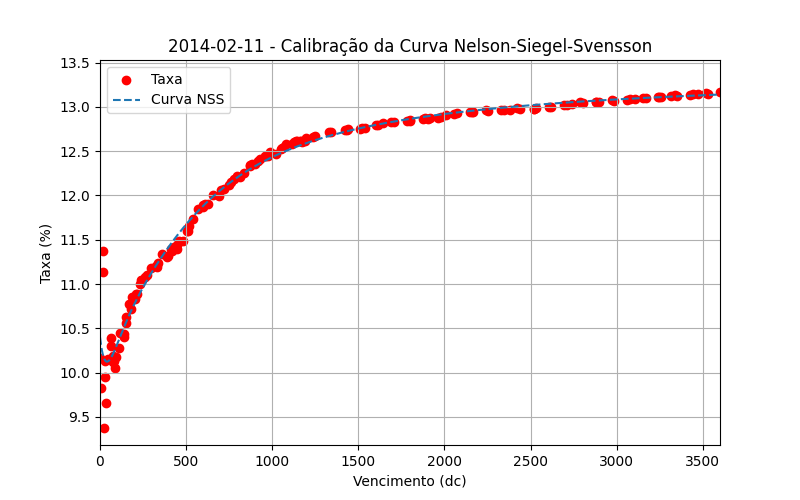 2014-02-11 - Calibração da Curva Nelson-Siegel-Svensson
Taxa
Curva NSS
Taxa (%)
13.5
13.0
12.5
12.0
11.5
11.0
10.5
10.0
9.5
0 500 1000 1500 2000 2500 3000 3500
Vencimento (dc)